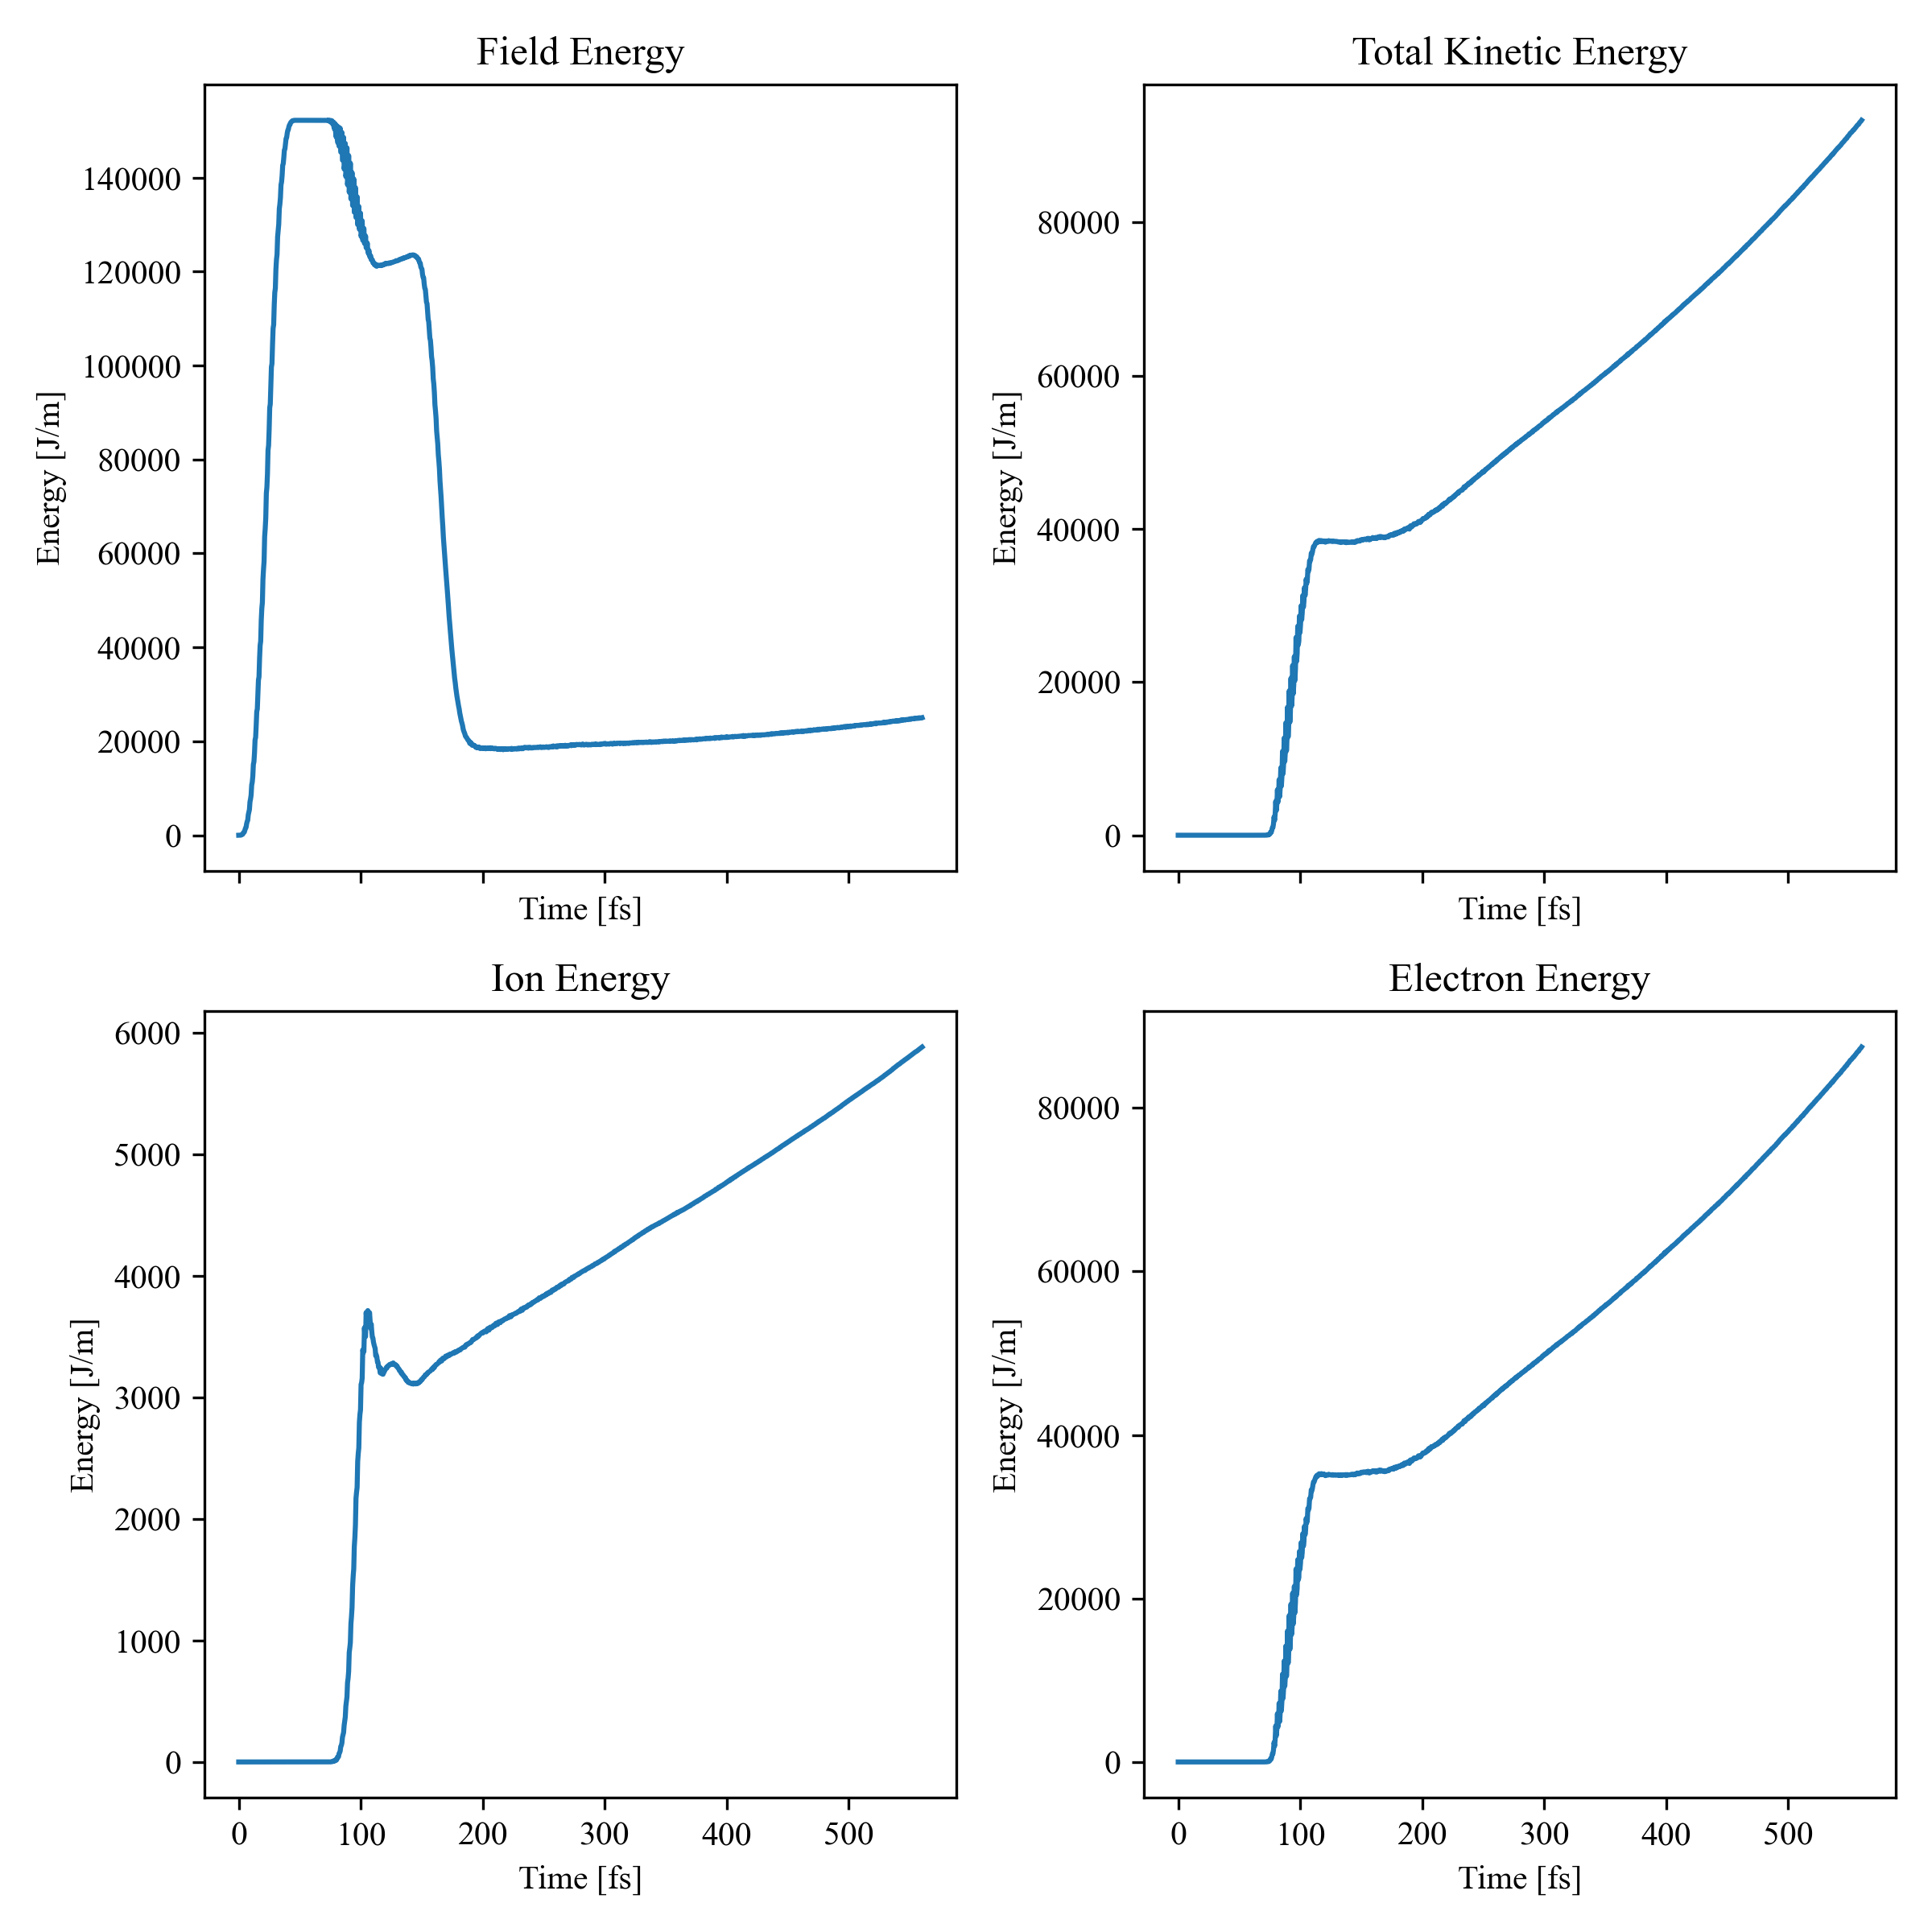 Field Energy
Energy [J/m]
140000
120000
100000
80000
60000
40000
20000
0
Time [fs]
Total Kinetic Energy
Energy [J/m]
80000
60000
40000
20000
0
Time [fs]
Ion Energy
Energy [J/m]
6000
5000
4000
3000
2000
1000
0
0 100 200 300 400 500
Time [fs]
Electron Energy
Energy [J/m]
80000
60000
40000
20000
0
0 100 200 300 400 500
Time [fs]